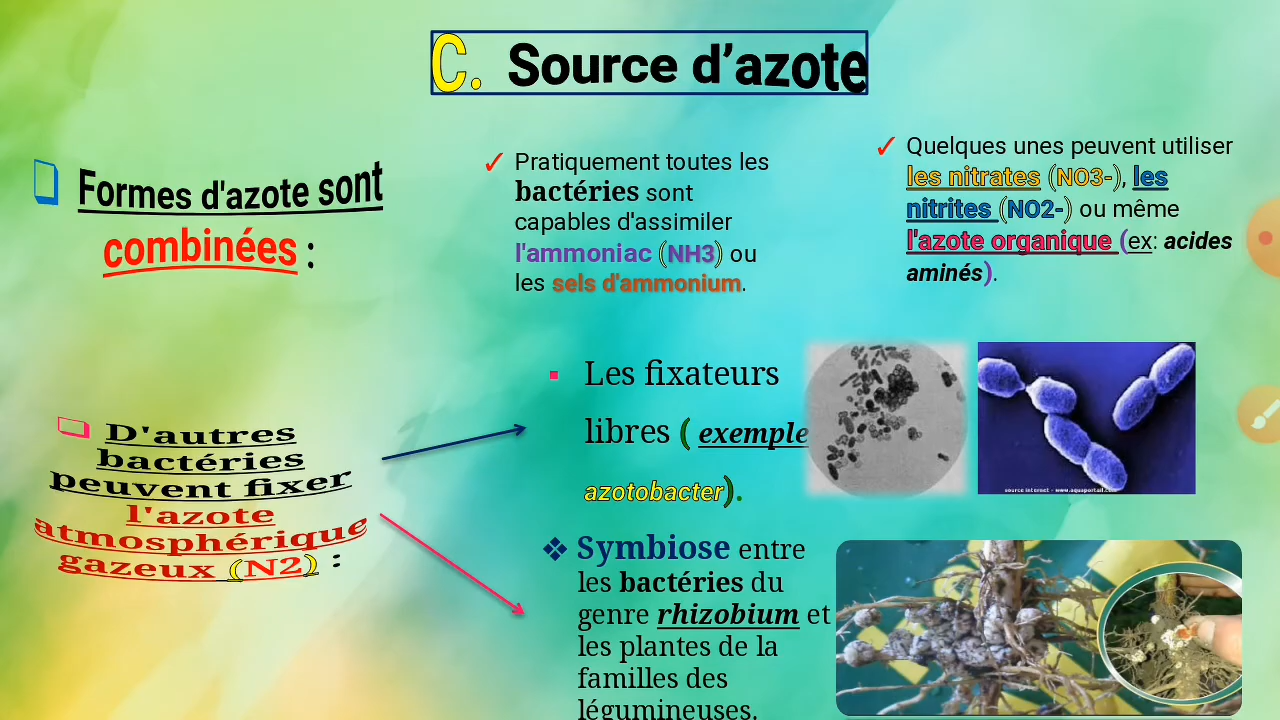 C. Source d’azote
❑ Formes d'azote sont
combinées :
✓ Pratiquement toutes les
bactéries sont
capables d'assimiler
l'ammoniac (NH3) ou
les sels d'ammonium.
✓ Quelques unes peuvent utiliser
les nitrates (NO3-), les
nitrites (NO2-) ou même
l'azote organique (ex: acides
aminés).
❑ D'autres
bactéries
peuvent fixer
l'azote
atmosphérique
gazeux (N2) :
▪ Les fixateurs
libres ( exemple
azotobacter).
source internet - www.aquaportail.com
❖ Symbiose entre
les bactéries du
genre rhizobium et
les plantes de la
familles des
légumineuses.